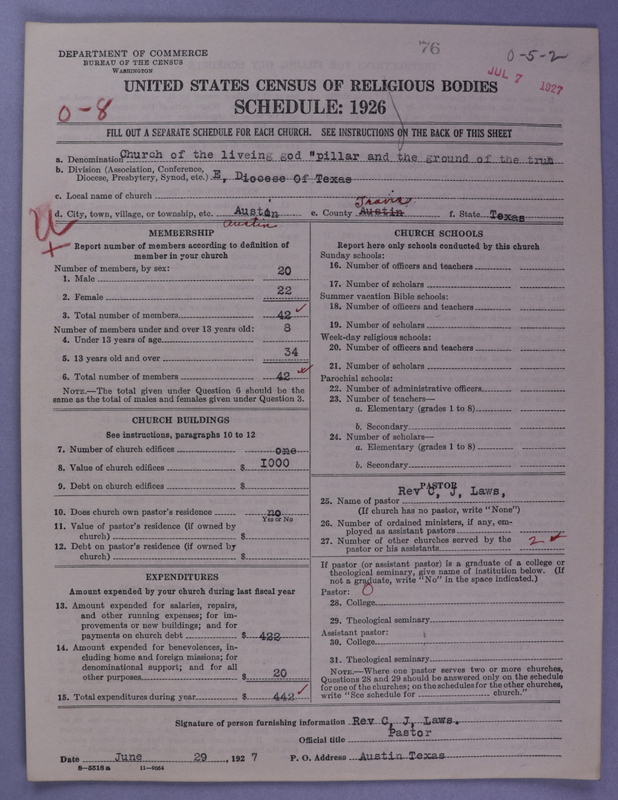 DEPARTMENT OF COMMERCE
BUREAU OF THE CENSUS
WASHINGTON
76
0-5-2
JUL 7 1927
UNITED STATES CENSUS OF RELIGIOUS BODIES
0-8
SCHEDULE: 1926
FILL OUT A SEPARATE SCHEDULE FOR EACH CHURCH. SEE INSTRUCTIONS ON THE BACK OF THIS SHEET
a. Denomination Church of the liveing god "pillar and the ground of the trut
b. Division (Association, Conference,
Diocese, Presbytery, Synod, etc.) E, Diocese Of Texas
c. Local name of church
Travis
d. City, town, village, or township, etc. Austin e. County Austin f. State Texas
Austin
MEMBERSHIP
Report number of members according to definition of
member in your church
Number of members, by sex:
1. Male 20
2. Female 22
3. Total number of members 42
Number of members under and over 13 years old:
4. Under 13 years of age 8
5. 13 years old and over 34
6. Total number of members 42
NOTE.—The total given under Question 6 should be the
same as the total of males and females given under Question 3.
CHURCH BUILDINGS
See instructions, paragraphs 10 to 12
7. Number of church edifices one
8. Value of church edifices $ 1000
9. Debt on church edifices $
10. Does church own pastor's residence no
Yes or No
11. Value of pastor's residence (if owned by
church) $
12. Debt on pastor's residence (if owned by
church) $
EXPENDITURES
Amount expended by your church during last fiscal year
13. Amount expended for salaries, repairs,
and other running expenses; for im-
provements or new buildings; and for
payments on church debt $ 422
14. Amount expended for benevolences, in-
cluding home and foreign missions; for
denominational support; and for all
other purposes $ 20
15. Total expenditures during year $ 442
CHURCH SCHOOLS
Report here only schools conducted by this church
Sunday schools:
16. Number of officers and teachers
17. Number of scholars
Summer vacation Bible schools:
18. Number of officers and teachers
19. Number of scholars
Week-day religious schools:
20. Number of officers and teachers
21. Number of scholars
Parochial schools:
22. Number of administrative officers
23. Number of teachers—
a. Elementary (grades 1 to 8)
b. Secondary
24. Number of scholars—
a. Elementary (grades 1 to 8)
b. Secondary
PASTOR
25. Name of pastor Rev C, J, Laws,
(If church has no pastor, write "None")
26. Number of ordained ministers, if any, em-
ployed as assistant pastors
27. Number of other churches served by the
pastor or his assistants 2
If pastor (or assistant pastor) is a graduate of a college or
theological seminary, give name of institution below. (If
not a graduate, write "No" in the space indicated.)
Pastor: 0
28. College
29. Theological seminary
Assistant pastor:
30. College
31. Theological seminary
NOTE.—Where one pastor serves two or more churches,
Questions 28 and 29 should be answered only on the schedule
for one of the churches; on the schedules for the other churches,
write "See schedule for church."
Signature of person furnishing information Rev C, J, Laws.
Official title Pastor
Date June 29, 1927 P. O. Address Austin Texas
8—5518 a 11—9354